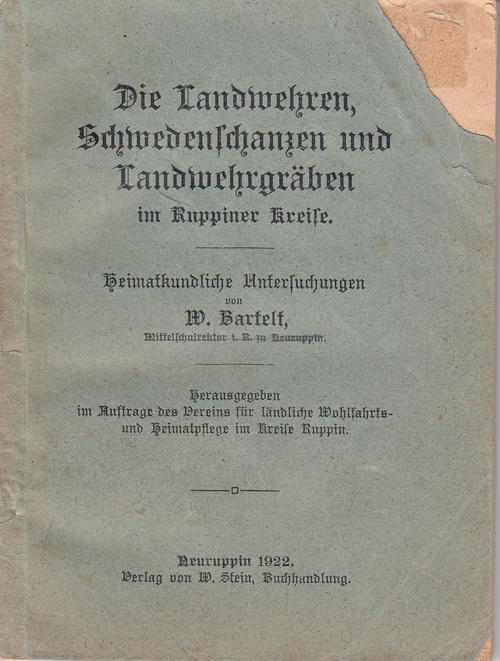 Die Landwehren,
Schwedenſchanzen und
Landwehrgräben
im Ruppiner Kreiſe.
Heimatkundliche Unterſuchungen
von
W. Bartelt,
Mittelſchulrektor i. R. zu Neuruppin.
Herausgegeben
im Auftrage des Vereins für ländliche Wohlfahrts-
und Heimatpflege im Kreiſe Ruppin.
Neuruppin 1922.
Verlag von W. Stein, Buchhandlung.